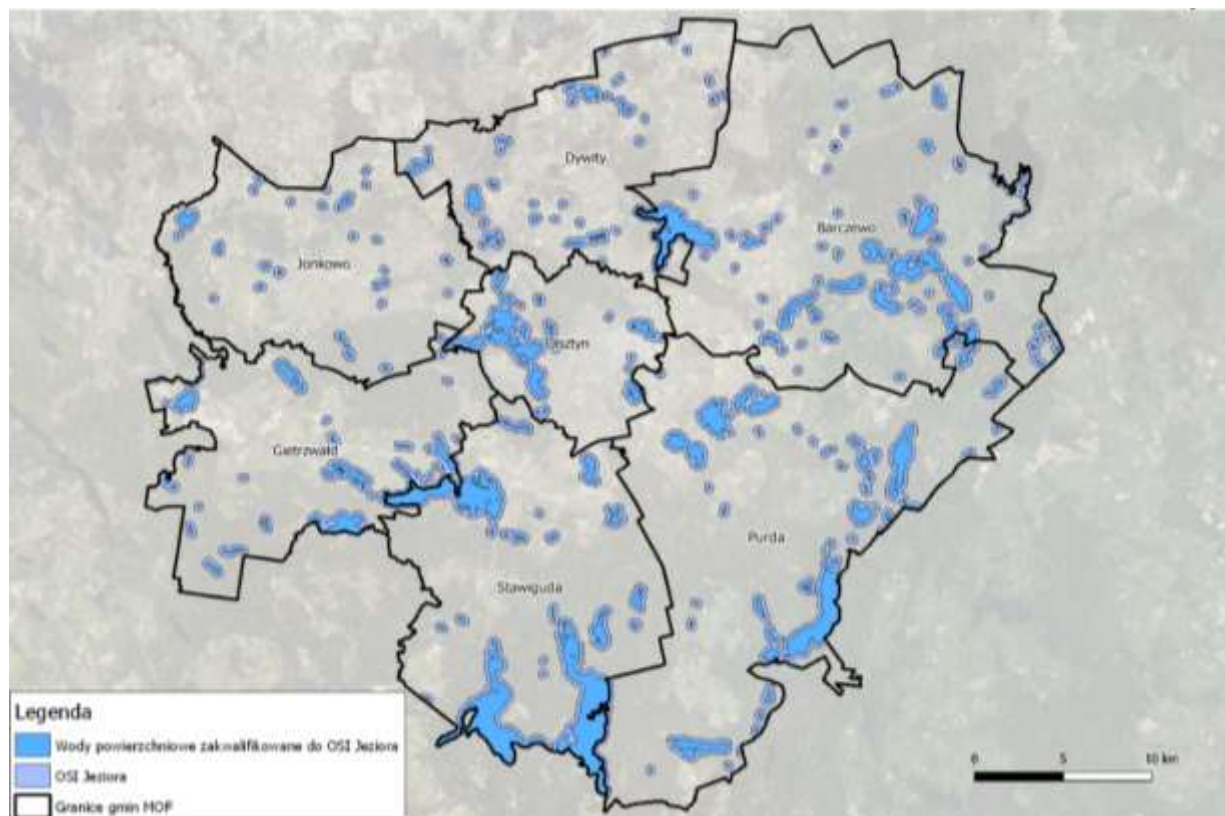 Dywity
Barczewo
Jonkowo
Olsztyn
Gietrzwałd
Purda
Stawiguda
Legenda
Wody powierzchniowe zakwalifikowane do OSI Jeziora
OSI Jeziora
Granice gmin MOF
0 5 10 km